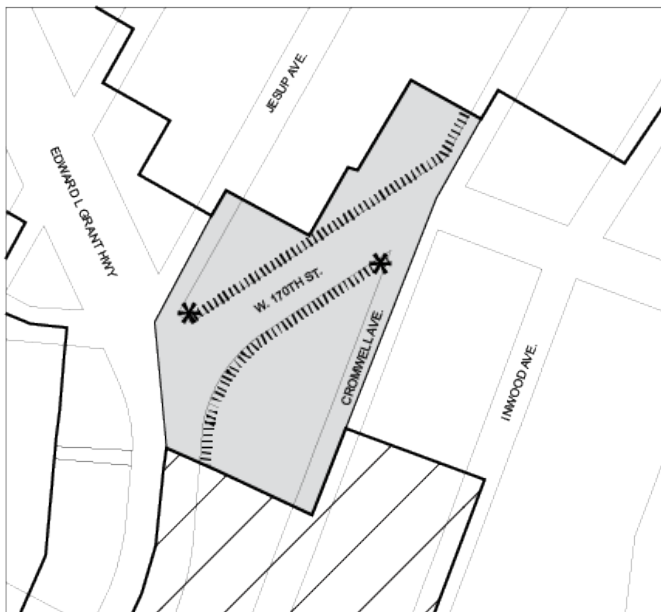 JESUP AVE.
EDWARD L GRANT HWY
W. 170TH ST.
CROMWELL AVE.
INWOOD AVE.